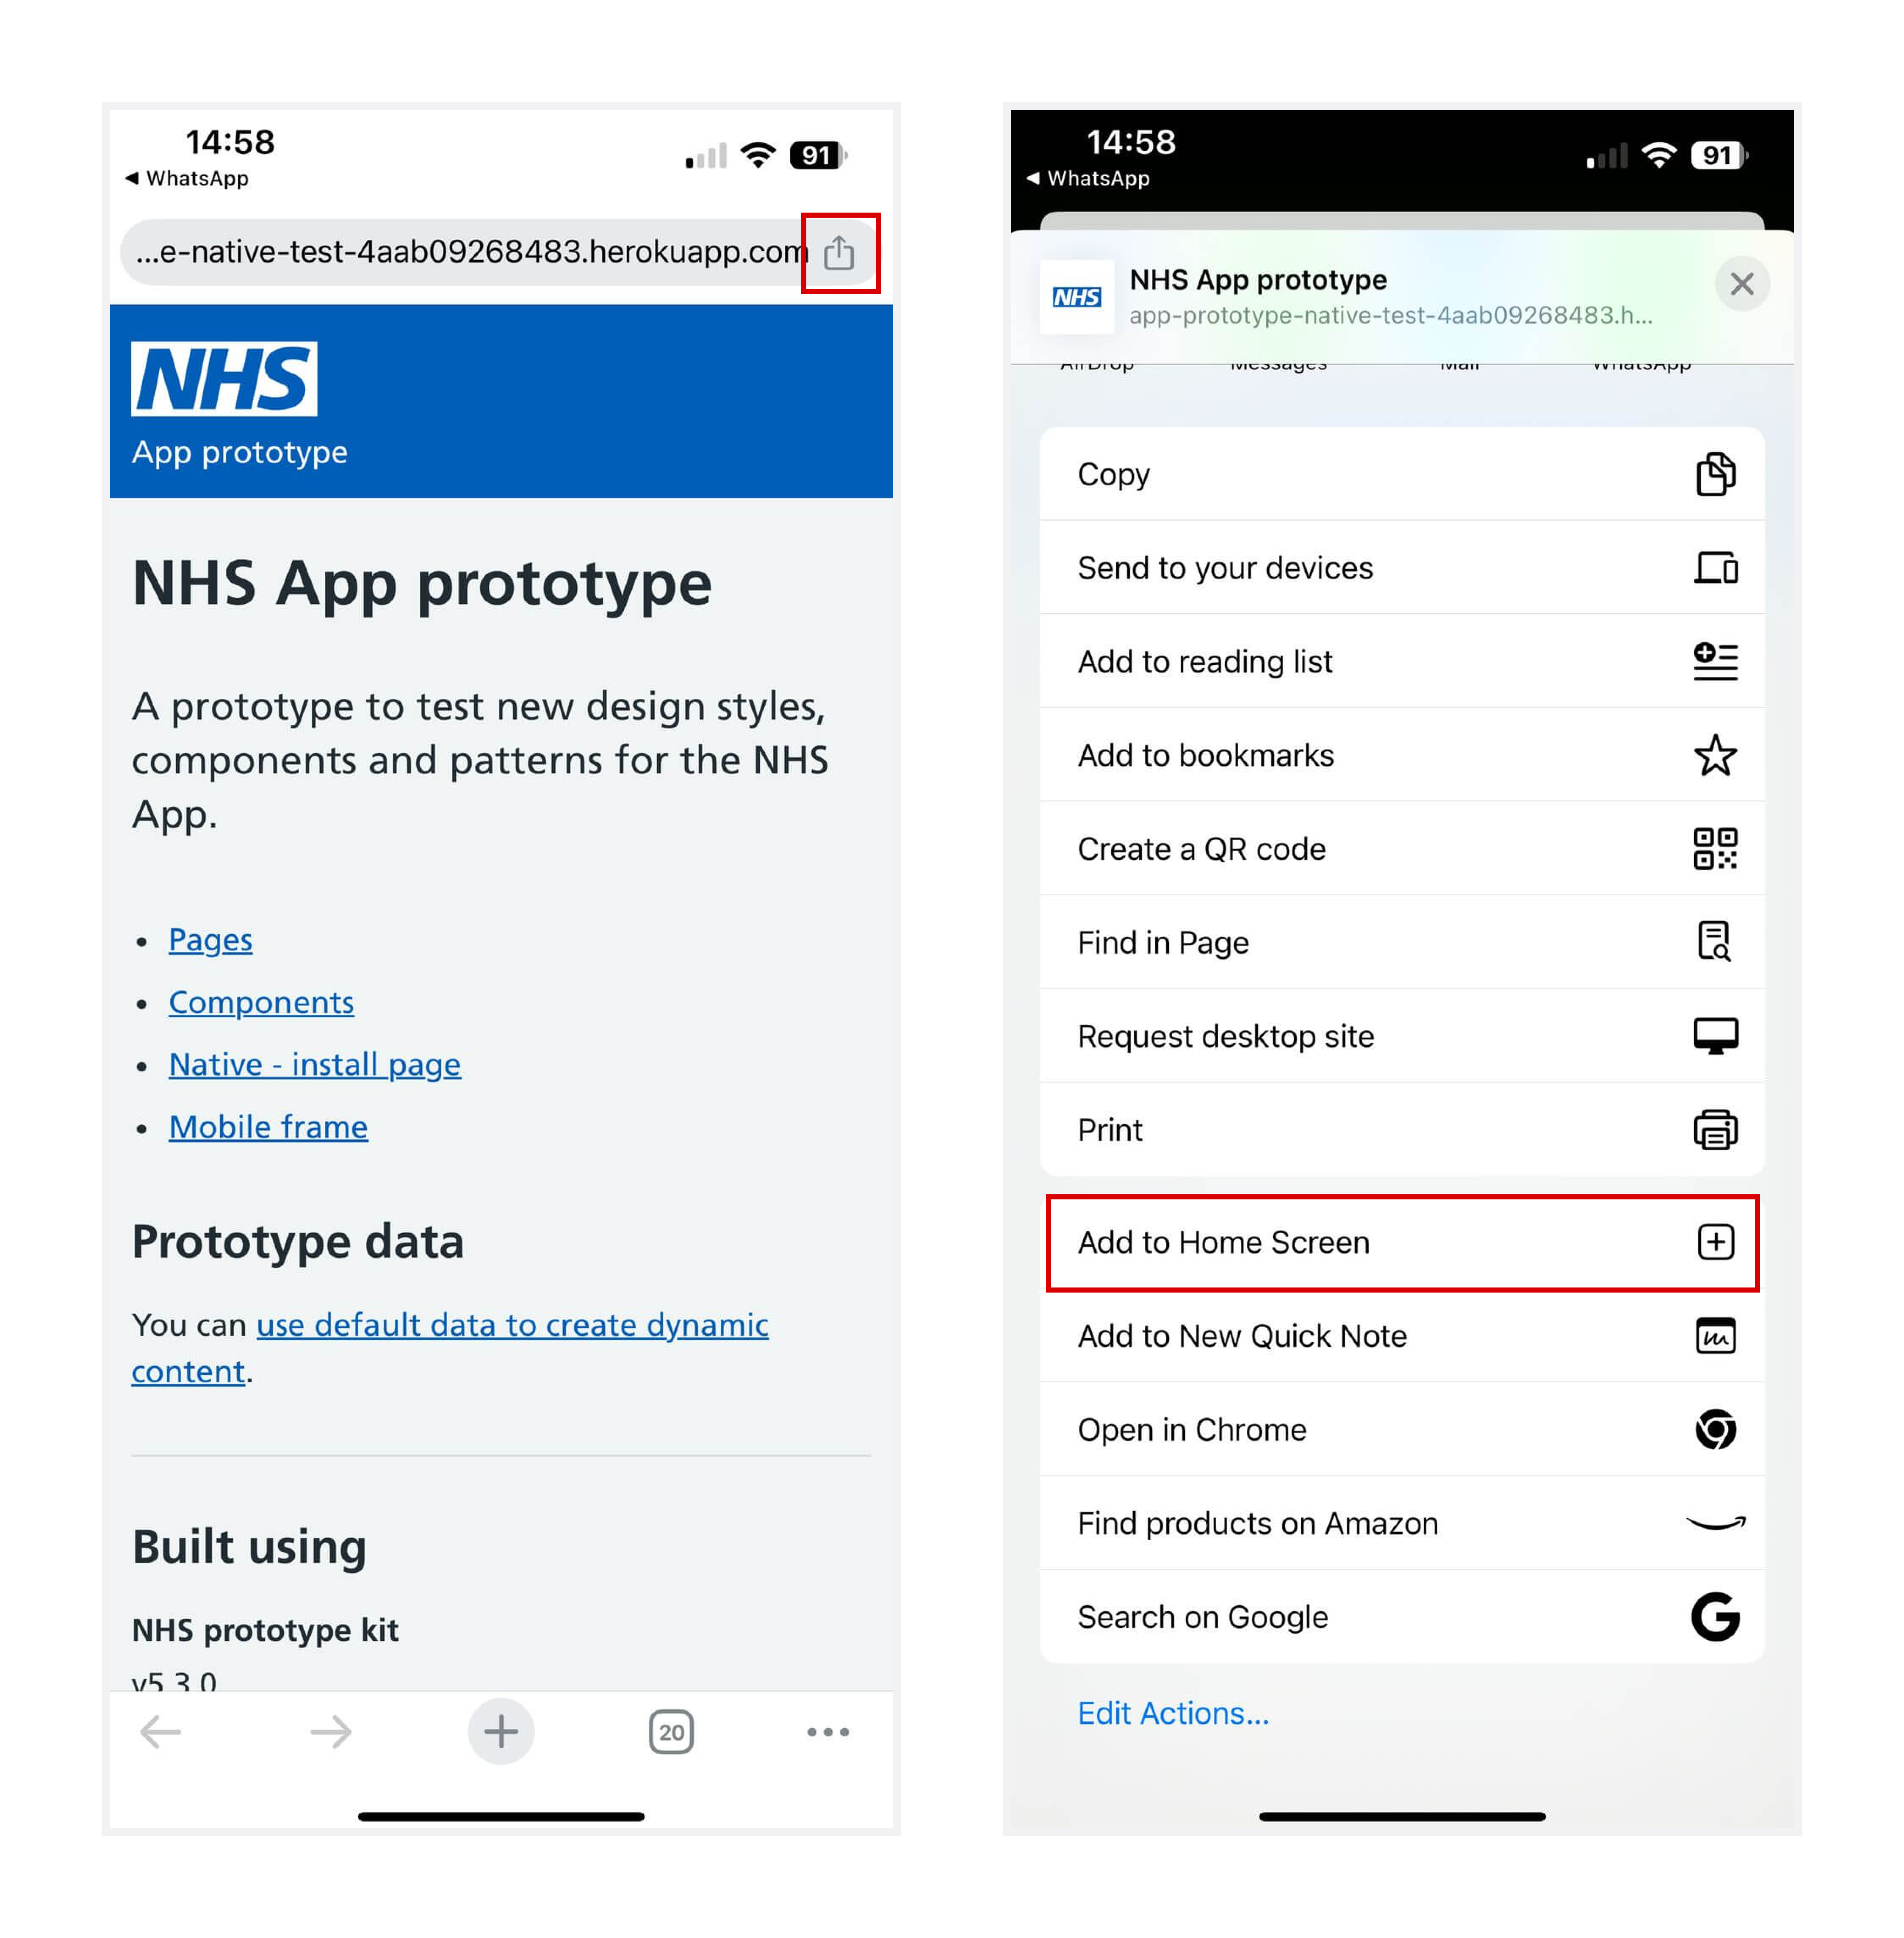 14:58
WhatsApp
91
...e-native-test-4aab09268483.herokuapp.com
NHS
App prototype
NHS App prototype
A prototype to test new design styles,
components and patterns for the NHS
App.
Pages
Components
Native - install page
Mobile frame
Prototype data
You can use default data to create dynamic
content.
Built using
NHS prototype kit
v5.3.0
20
14:58
WhatsApp
91
NHS
NHS App prototype
app-prototype-native-test-4aab09268483.h...
AirDrop Messages Mail WhatsApp
Copy
Send to your devices
Add to reading list
Add to bookmarks
Create a QR code
Find in Page
Request desktop site
Print
Add to Home Screen
Add to New Quick Note
Open in Chrome
Find products on Amazon
Search on Google
Edit Actions...